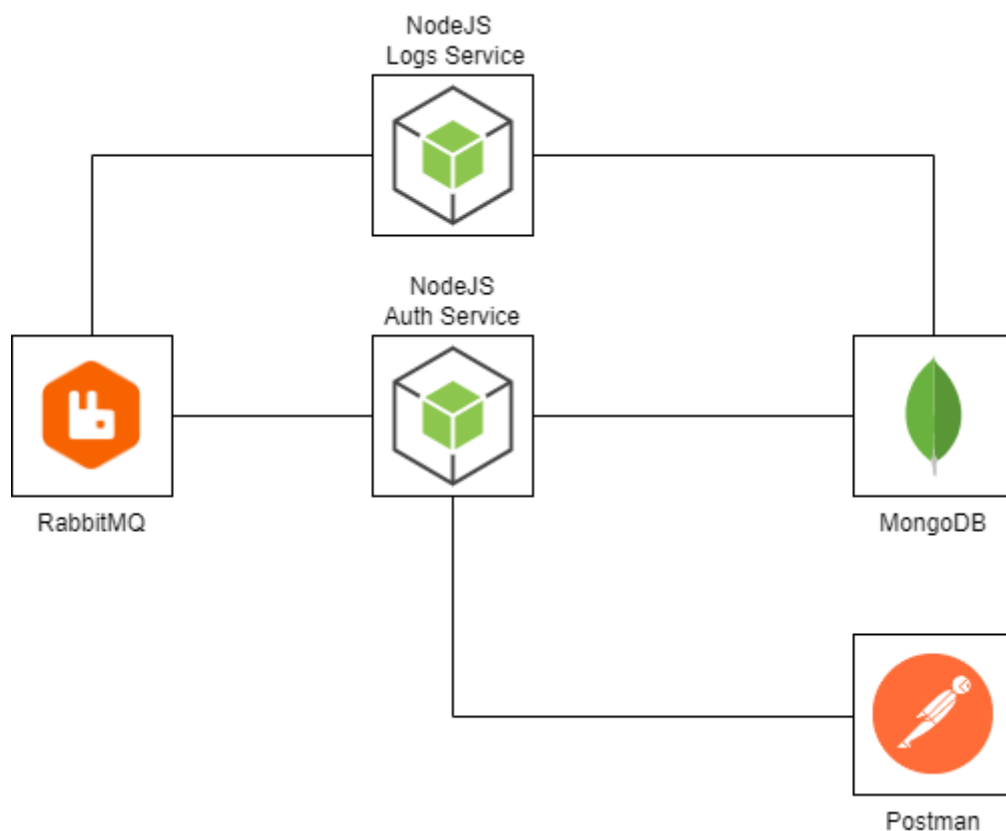 NodeJS
Logs Service
NodeJS
Auth Service
RabbitMQ
MongoDB
Postman